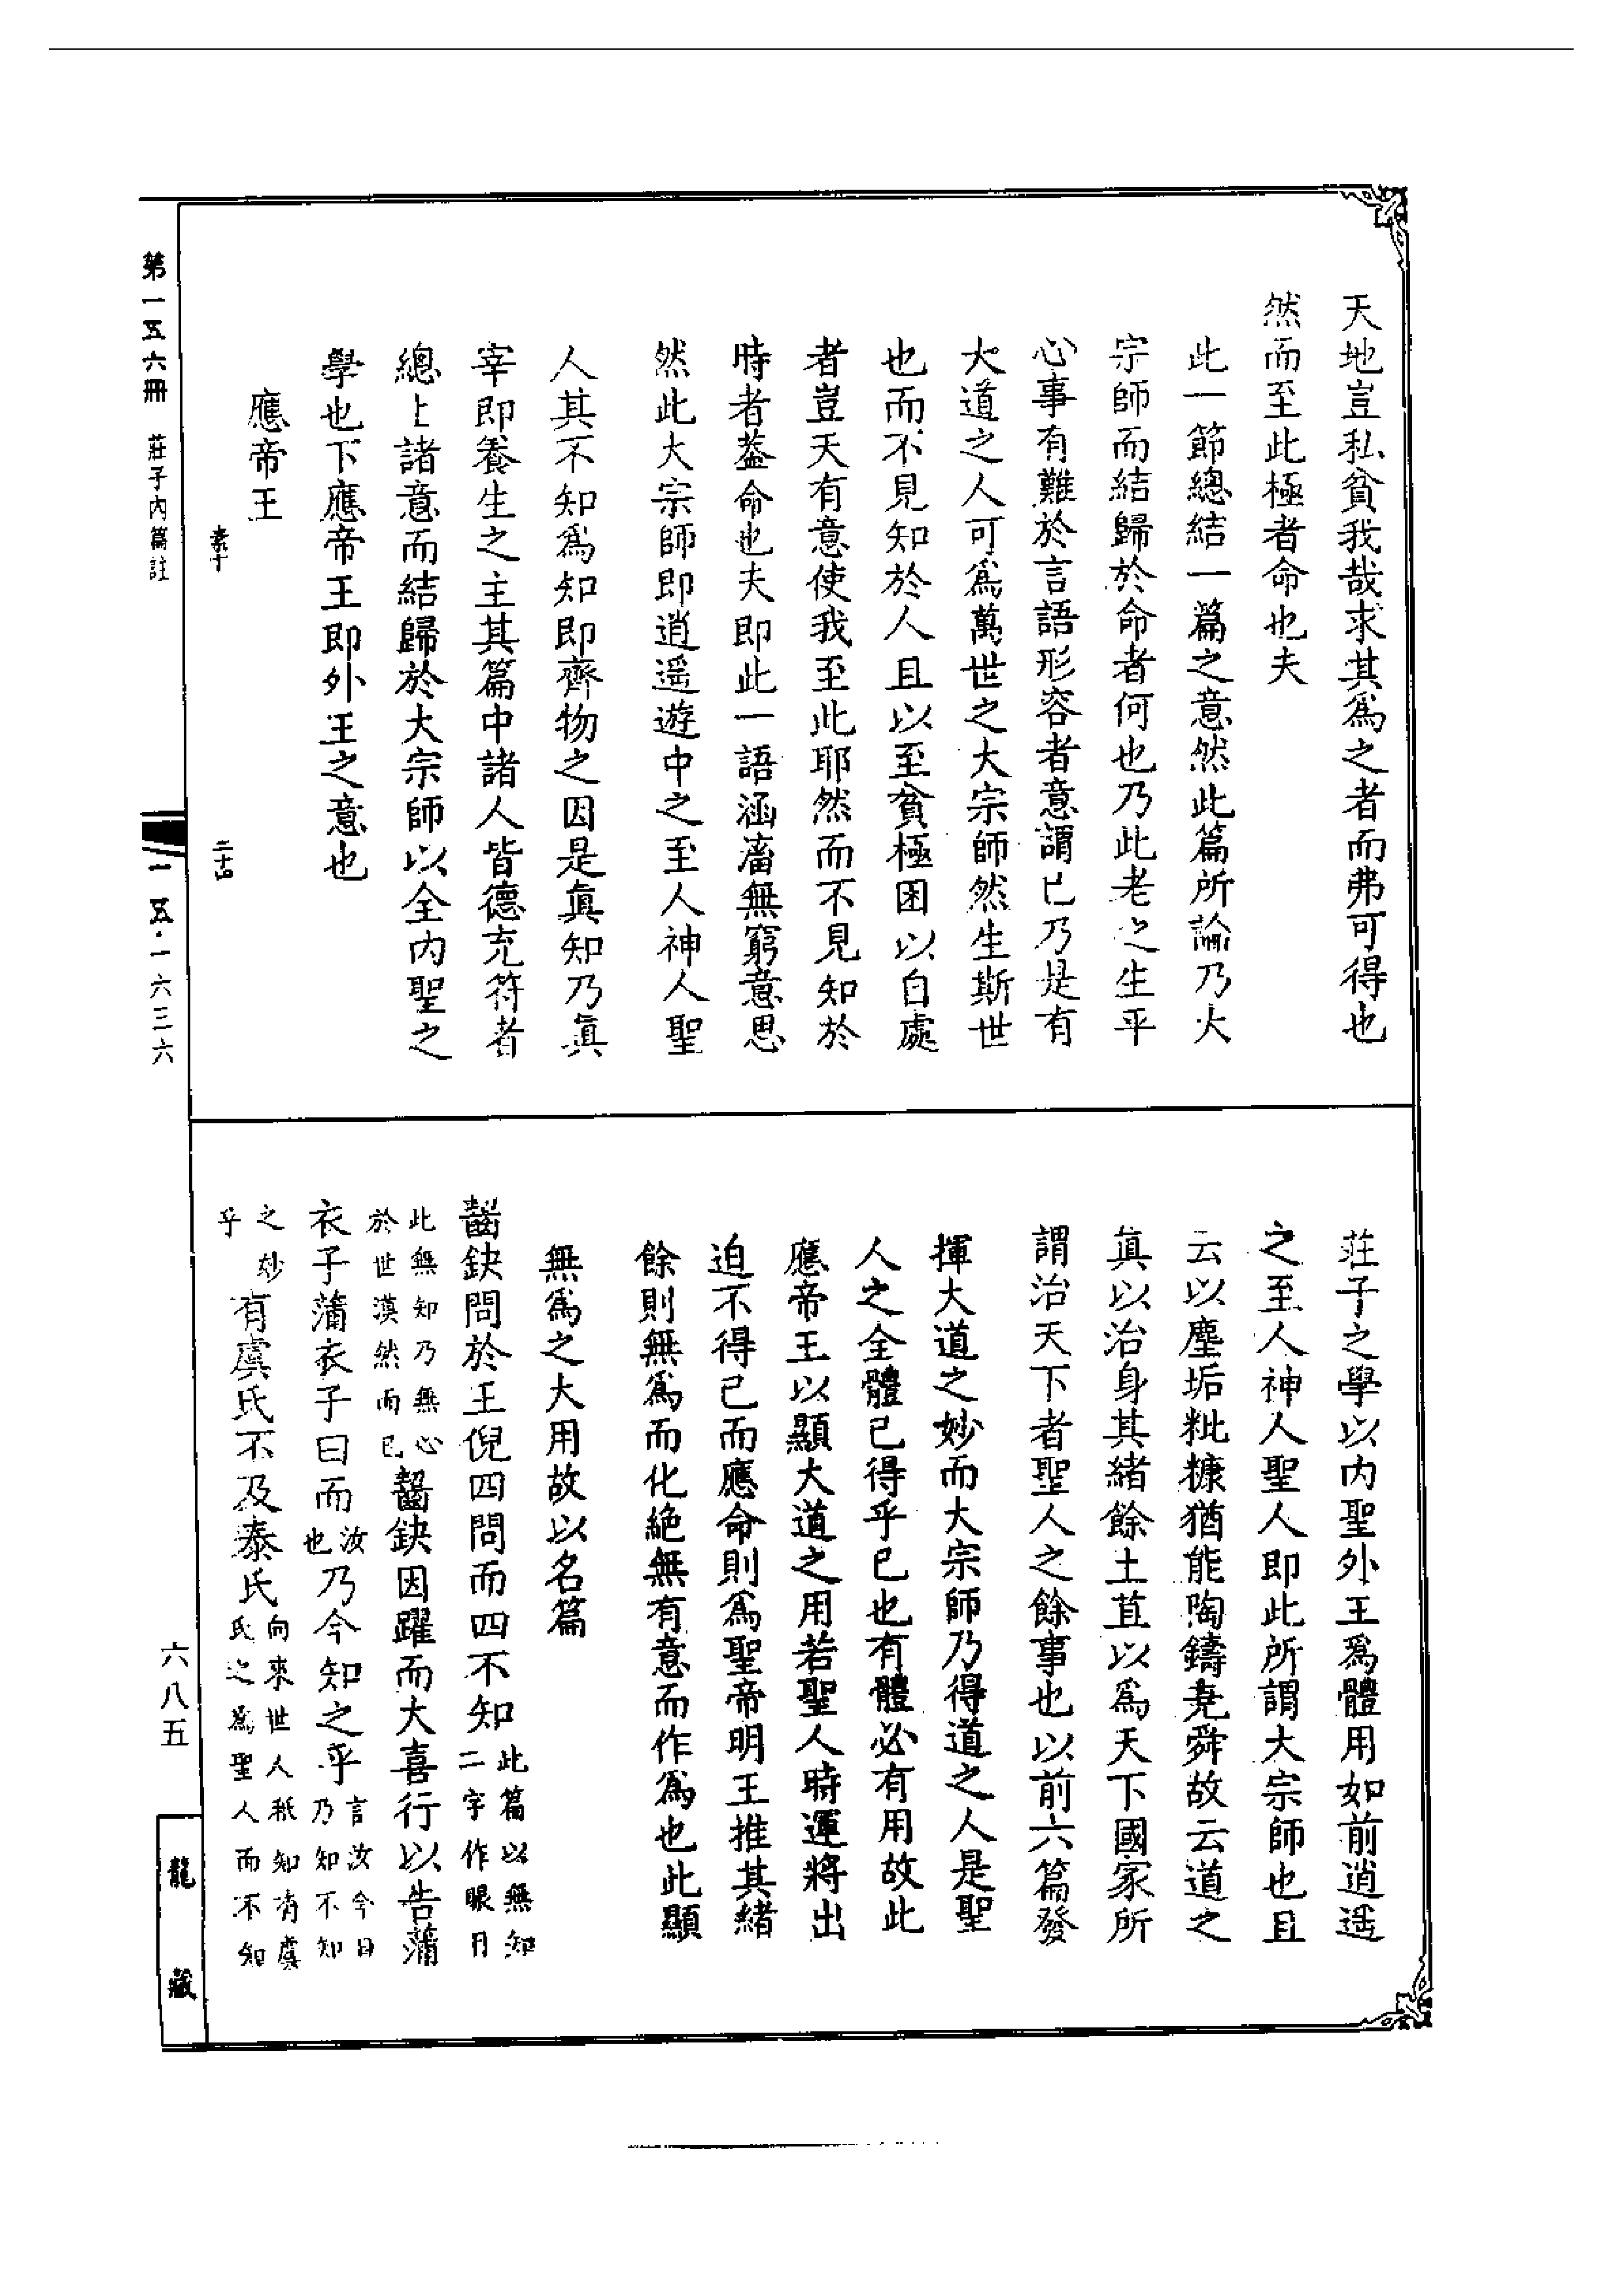 天地豈私貧我哉求其為之者而弗可得也
然而至此極者命也夫
此一節總結一篇之意然此篇所論乃大
宗師而結歸於命者何也乃此老之生平
心事有難於言語形容者意謂已乃是有
大道之人可為萬世之大宗師然生斯世
也而不見知於人且以至貧極困以自處
者豈天有意使我至此耶然而不見知於
時者葢命也夫即此一語涵滀無窮意思
然此大宗師即逍遥遊中之至人神人聖
人其不知為知即齊物之因是真知乃真
宰即養生之主其篇中諸人皆德充符者
總上諸意而結歸於大宗師以全内聖之
學也下應帝王即外王之意也
應帝王
素十
二十四
莊子之學以内聖外王為體用如前逍遥
之至人神人聖人即此所謂大宗師也且
云以塵垢粃糠猶能陶鑄堯舜故云道之
真以治身其緒餘土苴以為天下國家所
謂治天下者聖人之餘事也以前六篇發
揮大道之妙而大宗師乃得道之人是聖
人之全體已得乎已也有體必有用故此
應帝王以顯大道之用若聖人時運將出
迫不得已而應命則為聖帝明王推其緒
餘則無為而化絕無有意而作為也此顯
無為之大用故以名篇
齧缺問於王倪四問而四不知此篇以無知
二字作眼目
此無知乃無心
於世漠然而已齧缺因躍而大喜行以告蒲
衣子蒲衣子曰而汝也乃今知之乎言汝今日
乃知不知
之妙
乎有虞氏不及泰氏向來世人秪知有虞
氏之為聖人而不知
第一五六冊 莊子内篇註
一五·一六三六
六八五
龍藏